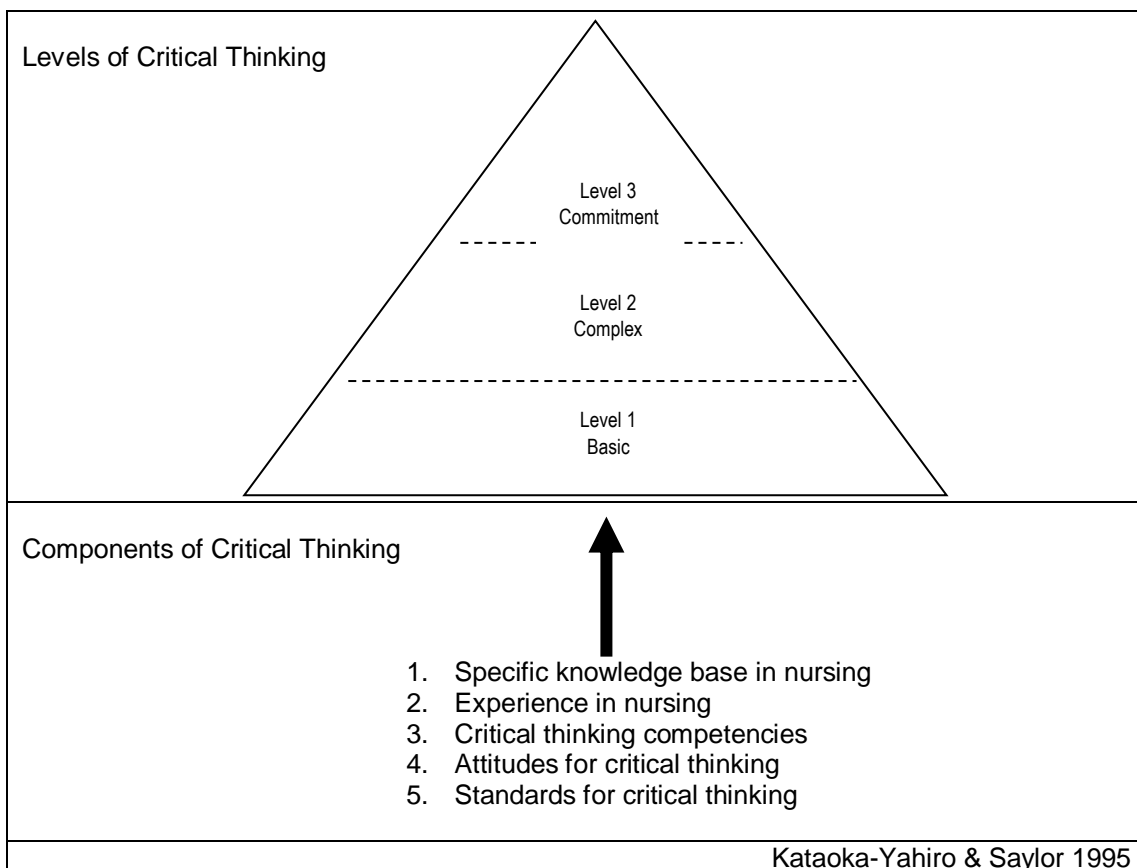 Levels of Critical Thinking
Level 3
Commitment
Level 2
Complex
Level 1
Basic
Components of Critical Thinking
1. Specific knowledge base in nursing
2. Experience in nursing
3. Critical thinking competencies
4. Attitudes for critical thinking
5. Standards for critical thinking
Kataoka-Yahiro & Saylor 1995